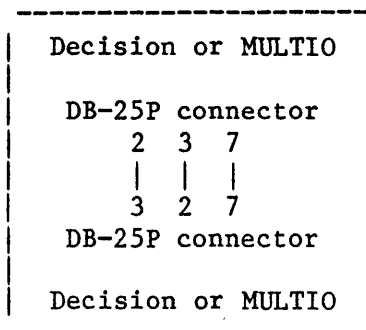 Decision or MULTIO
DB-25P connector
2 3 7
| | |
3 2 7
DB-25P connector
Decision or MULTIO